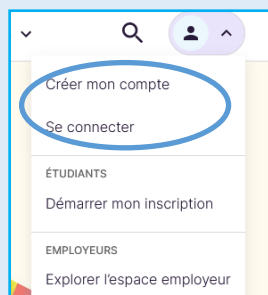 Créer mon compte
Se connecter
ÉTUDIANTS
Démarrer mon inscription
EMPLOYEURS
Explorer l'espace employeur